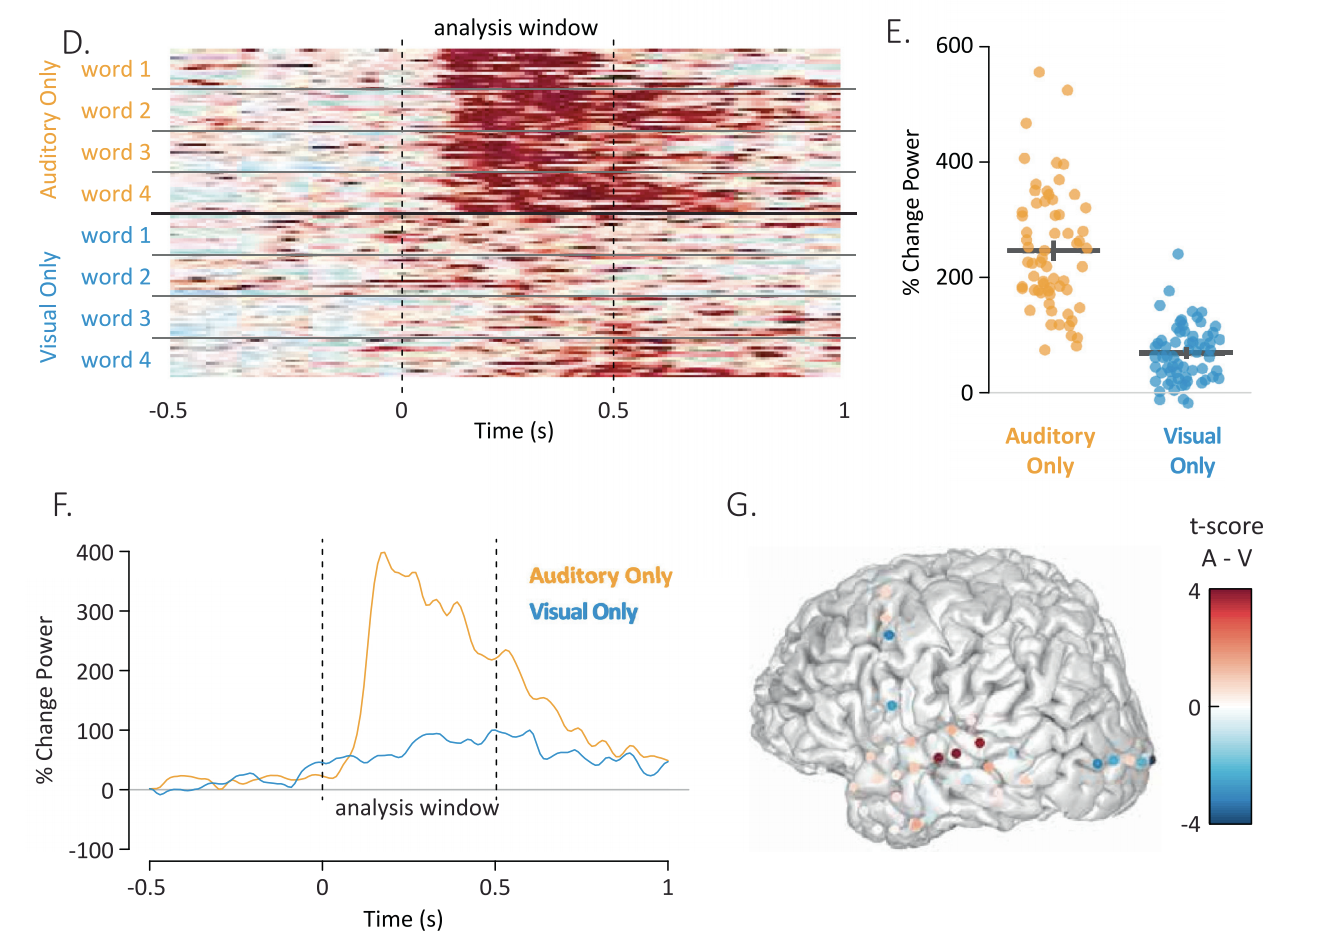 D.
analysis window
Auditory Only
word 1
word 2
word 3
word 4
Visual Only
word 1
word 2
word 3
word 4
-0.5
0
0.5
1
Time (s)
E.
% Change Power
600
400
200
0
Auditory
Only
Visual
Only
F.
% Change Power
400
300
200
100
0
-100
Auditory Only
Visual Only
analysis window
-0.5
0
0.5
1
Time (s)
G.
t-score
A - V
4
0
-4